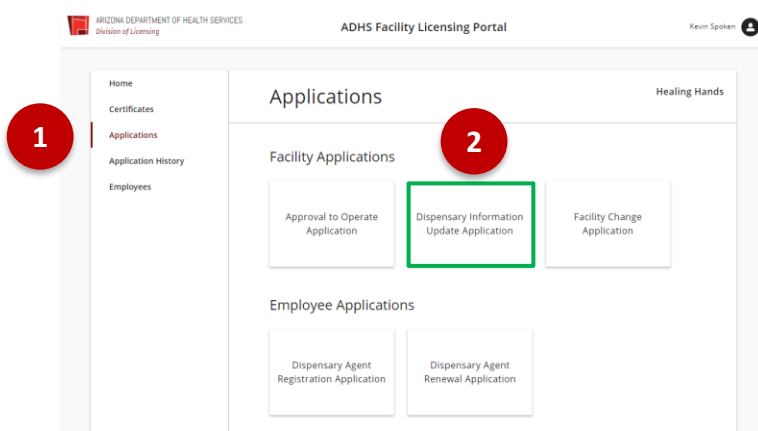 ARIZONA DEPARTMENT OF HEALTH SERVICES
Division of Licensing
ADHS Facility Licensing Portal
Kevin Spoken
Home
Certificates
Applications
Application History
Employees
1
Applications
Healing Hands
2
Facility Applications
Approval to Operate
Application
Dispensary Information
Update Application
Facility Change
Application
Employee Applications
Dispensary Agent
Registration Application
Dispensary Agent
Renewal Application